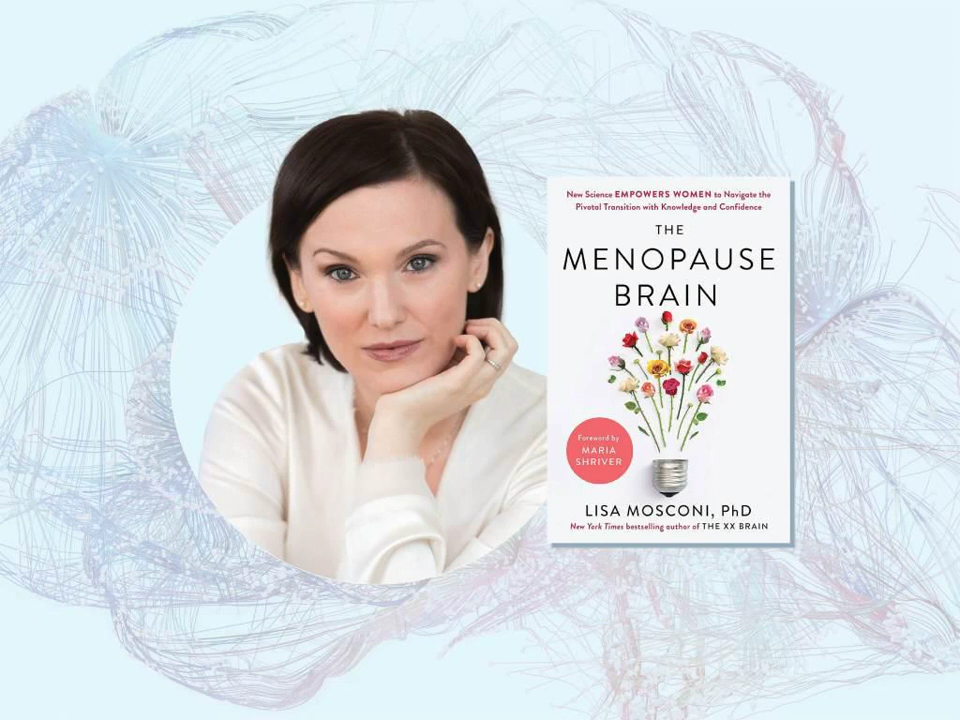 New Science EMPOWERS WOMEN to Navigate the
Pivotal Transition with Knowledge and Confidence
THE
MENOPAUSE
BRAIN
Foreword by
MARIA
SHRIVER
LISA MOSCONI, PhD
New York Times bestselling author of THE XX BRAIN